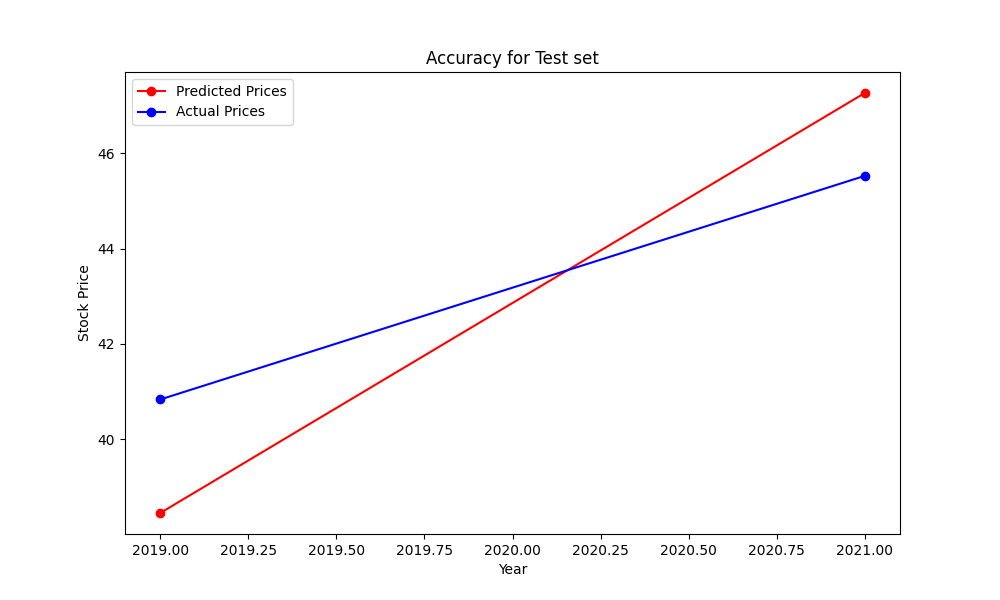 Accuracy for Test set
Predicted Prices
Actual Prices
46
44
42
40
Stock Price
2019.00 2019.25 2019.50 2019.75 2020.00 2020.25 2020.50 2020.75 2021.00
Year